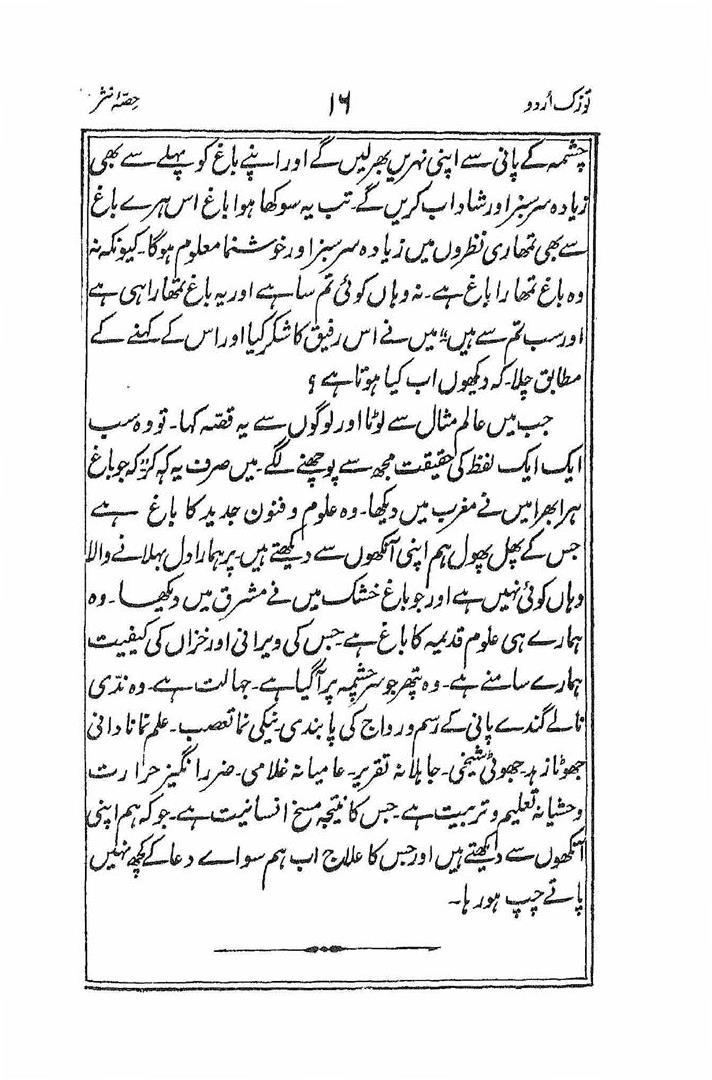 توزک اُردو
۱۶
حصّۂ نثر
چشمہ کے پانی سے اپنی نہریں بھر لیں گے اور اپنے باغ کو پہلے سے بھی
زیادہ سرسبز اور شاداب کریں گے۔ تب یہ سوکھا ہوا باغ اس ہرے باغ
سے بھی تمھاری نظروں میں زیادہ سرسبز اور خوشنما معلوم ہوگا۔ کیونکہ نہ
وہ باغ تمھارا باغ ہے۔ نہ وہاں کوئی تم سا ہے اور یہ باغ تمھارا ہی ہے
اور سب تم سے ہیں" میں نے اس رفیق کا شکر کیا اور اس کے کہنے کے
مطابق چلا۔ کہ دیکھوں اب کیا ہوتا ہے ؟
جب میں عالم مثال سے لوٹا اور لوگوں سے یہ قصّہ کہا۔ تو وہ سب
ایک ایک لفظ کی حقیقت مجھ سے پوچھنے لگے۔ میں صرف یہ کہہ کر کہ جو باغ
ہرا بھرا میں نے مغرب میں دیکھا۔ وہ علوم و فنون جدید کا باغ ہے
جس کے پھل پھول ہم اپنی آنکھوں سے دیکھتے ہیں۔ پر ہمارا دل بہلانے والا
وہاں کوئی نہیں ہے اور جو باغ خشک میں نے مشرق میں دیکھا۔ وہ
ہمارے ہی علوم قدیمہ کا باغ ہے۔ جس کی ویرانی اور خزاں کی کیفیت
ہمارے سامنے ہے۔ وہ پتھر جو سرچشمہ پر آگیا ہے۔ جہالت ہے۔ وہ ندّی
نالے گندے پانی کے رسم و رواج کی پابندی۔ نیکی نما تعصب۔ علم نما نادانی
جھوٹا زہد۔ جھوٹی شیخی۔ جاہلانہ تقریر۔ عامیانہ غلامی۔ ضرر انگیز حرارت
وحشیانہ تعلیم و تربیت ہے۔ جس کا نتیجہ مسخ انسانیت ہے۔ جو کہ ہم اپنی
آنکھوں سے دیکھتے ہیں اور جس کا علاج اب ہم سواے دعا کے کچھ نہیں
پاتے چپ ہو رہا۔